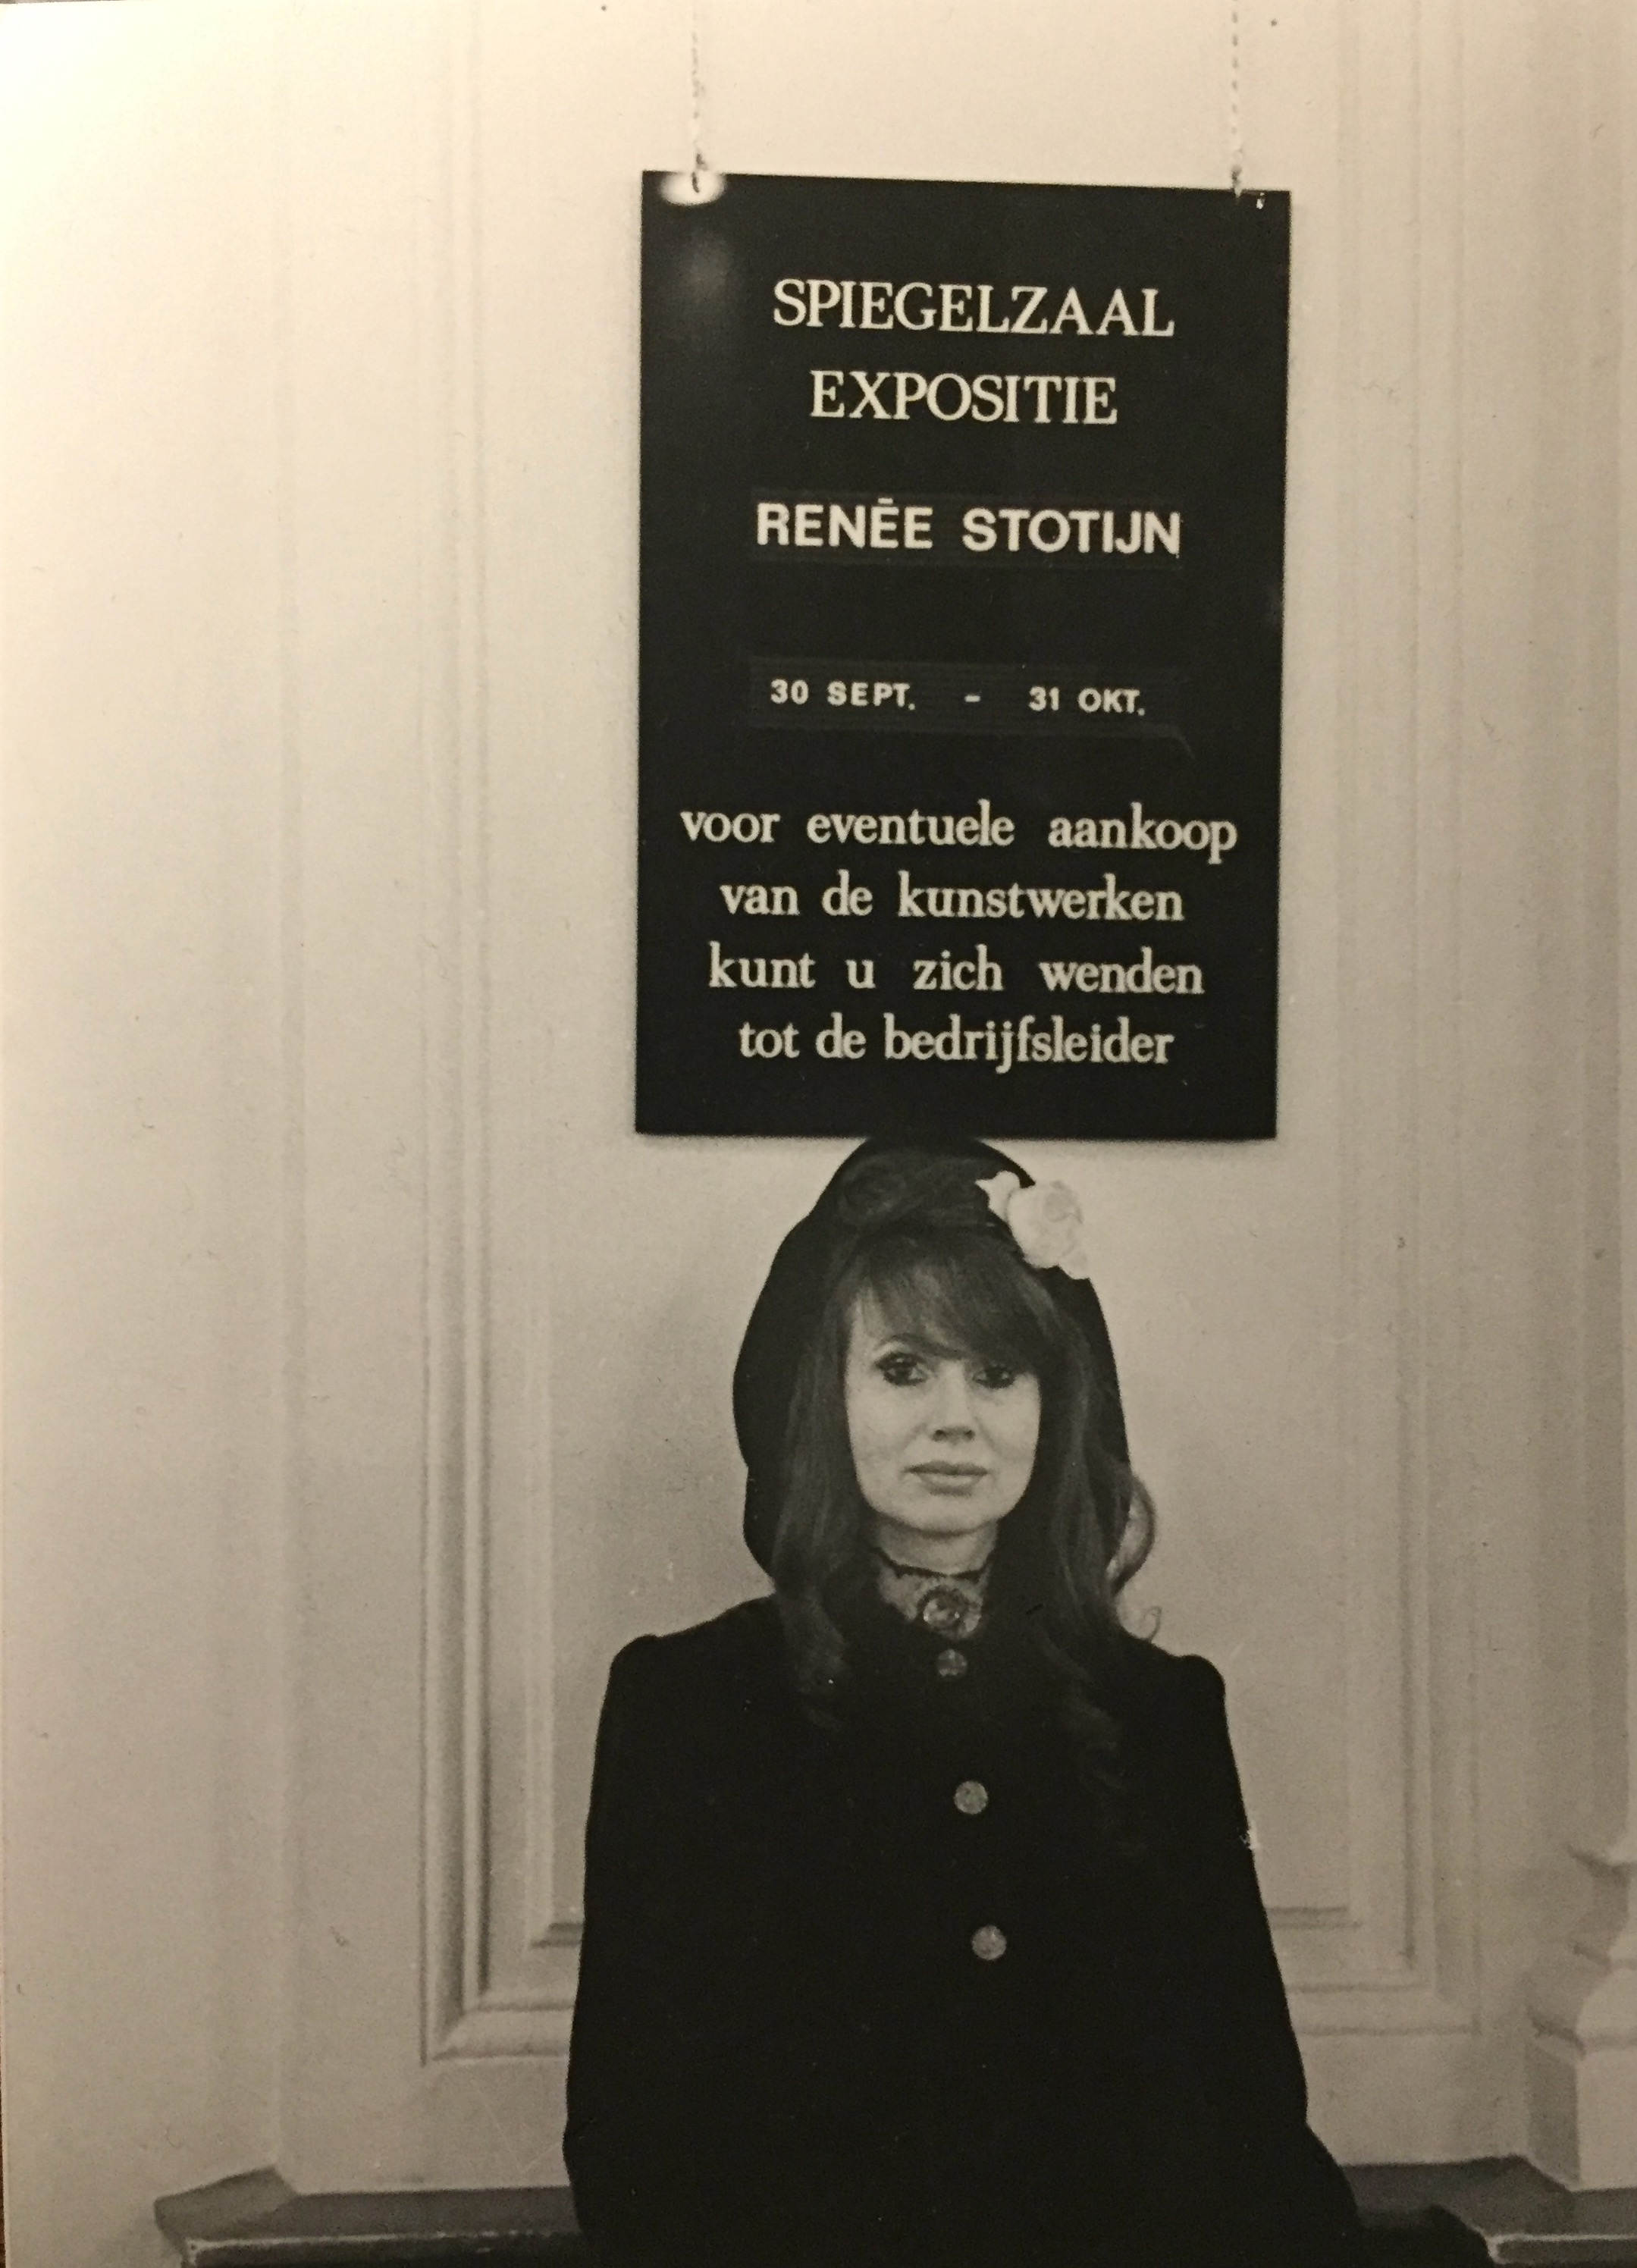 SPIEGELZAAL
EXPOSITIE
RENÉE STOTIJN
30 SEPT. - 31 OKT.
voor eventuele aankoop
van de kunstwerken
kunt u zich wenden
tot de bedrijfsleider